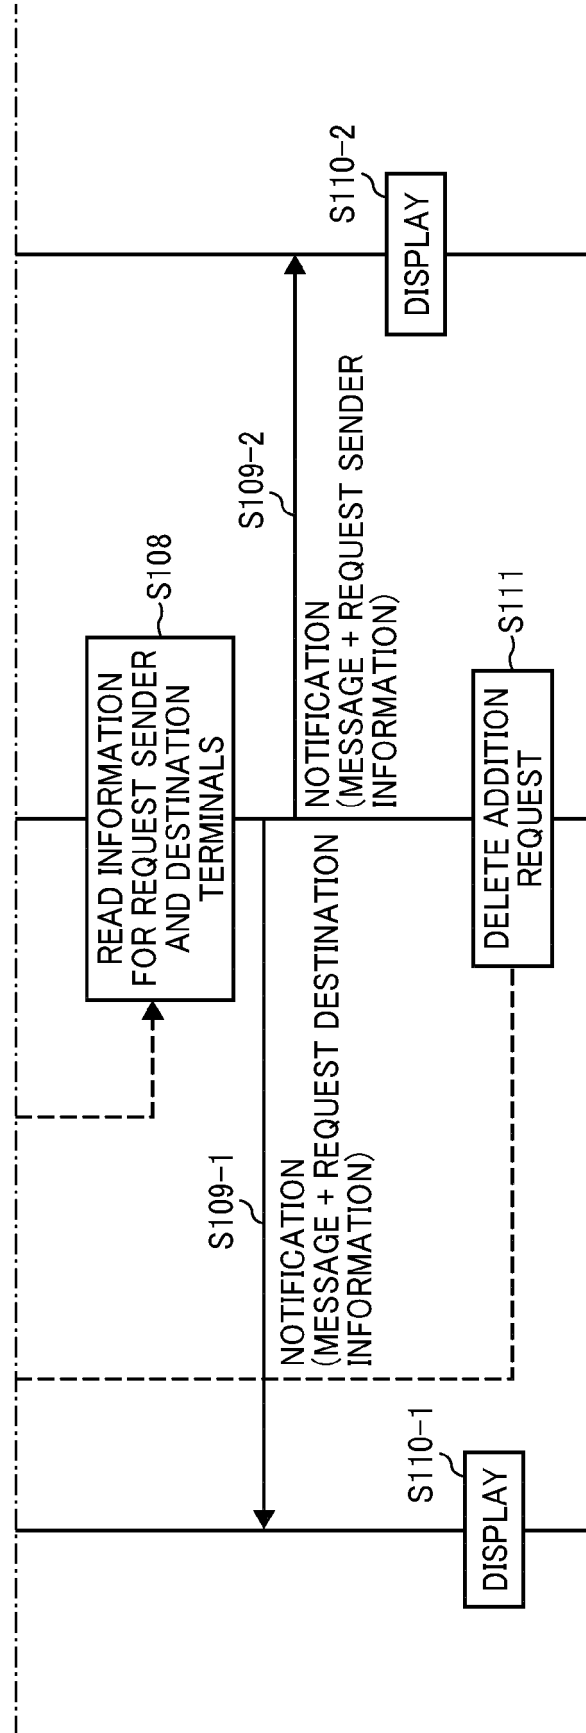 S108
READ INFORMATION
FOR REQUEST SENDER
AND DESTINATION
TERMINALS
S109-1
NOTIFICATION
(MESSAGE + REQUEST DESTINATION
INFORMATION)
S109-2
NOTIFICATION
(MESSAGE + REQUEST SENDER
INFORMATION)
S110-2
DISPLAY
S110-1
DISPLAY
S111
DELETE ADDITION
REQUEST